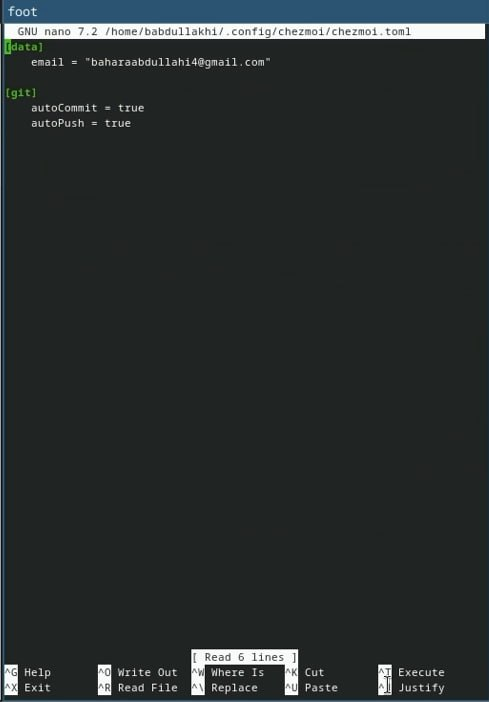 foot
GNU nano 7.2 /home/babdullakhi/.config/chezmoi/chezmoi.toml
[data]
email = "baharaabdullahi4@gmail.com"
[git]
autoCommit = true
autoPush = true
[ Read 6 lines ]
^G Help ^O Write Out ^W Where Is ^K Cut ^T Execute
^X Exit ^R Read File ^\ Replace ^U Paste ^J Justify